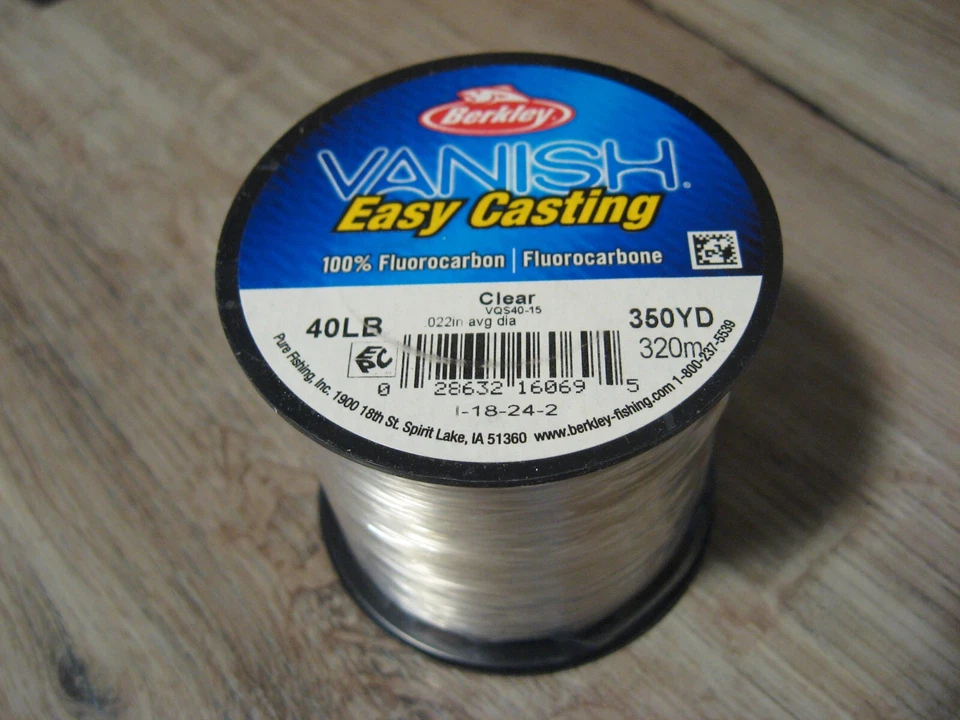 Berkley
VANISH.
Easy Casting
100% Fluorocarbon | Fluorocarbone
Clear
VQS40-15
40LB .022in avg dia 350YD
320m
EPC
0 28632 16069 5
1-18-24-2
Pure Fishing, Inc. 1900 18th St. Spirit Lake, IA 51360 www.berkley-fishing.com 1-800-237-5539